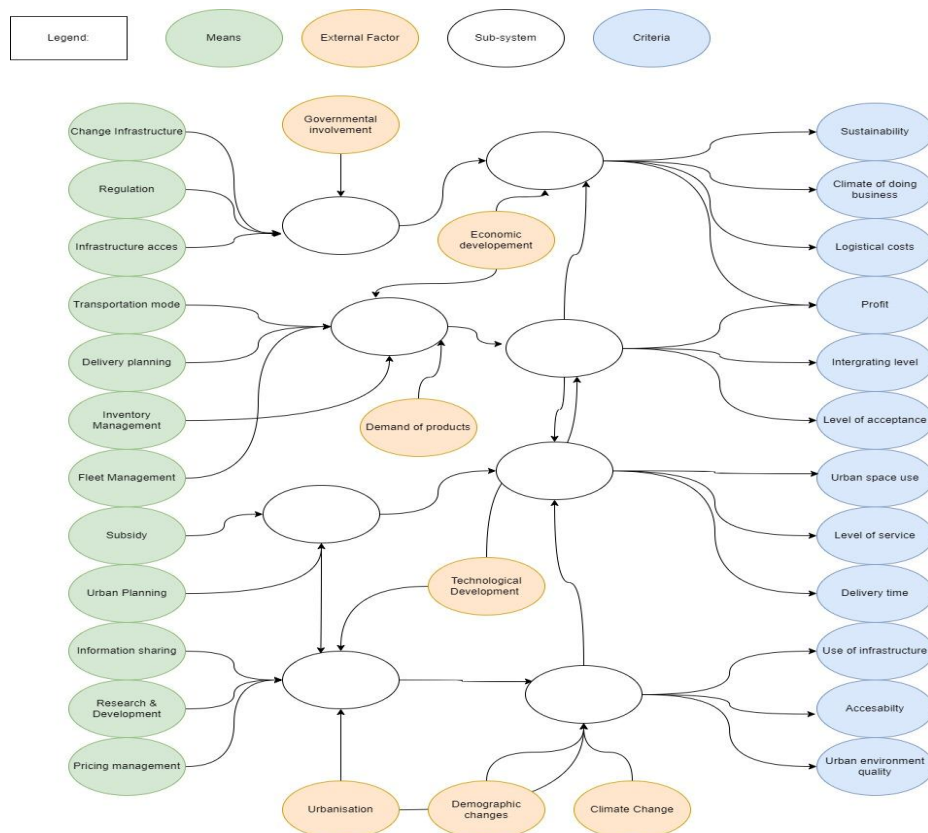 Legend:
Means
External Factor
Sub-system
Criteria
Change Infrastructure
Regulation
Infrastructure acces
Transportation mode
Delivery planning
Inventory
Management
Fleet Management
Subsidy
Urban Planning
Information sharing
Research &
Development
Pricing management
Governmental
involvement
Economic
developement
Demand of products
Technological
Development
Urbanisation
Demographic
changes
Climate Change
Sustainability
Climate of doing
business
Logistical costs
Profit
Intergrating level
Level of acceptance
Urban space use
Level of service
Delivery time
Use of infrastructure
Accesabilty
Urban environment
quality